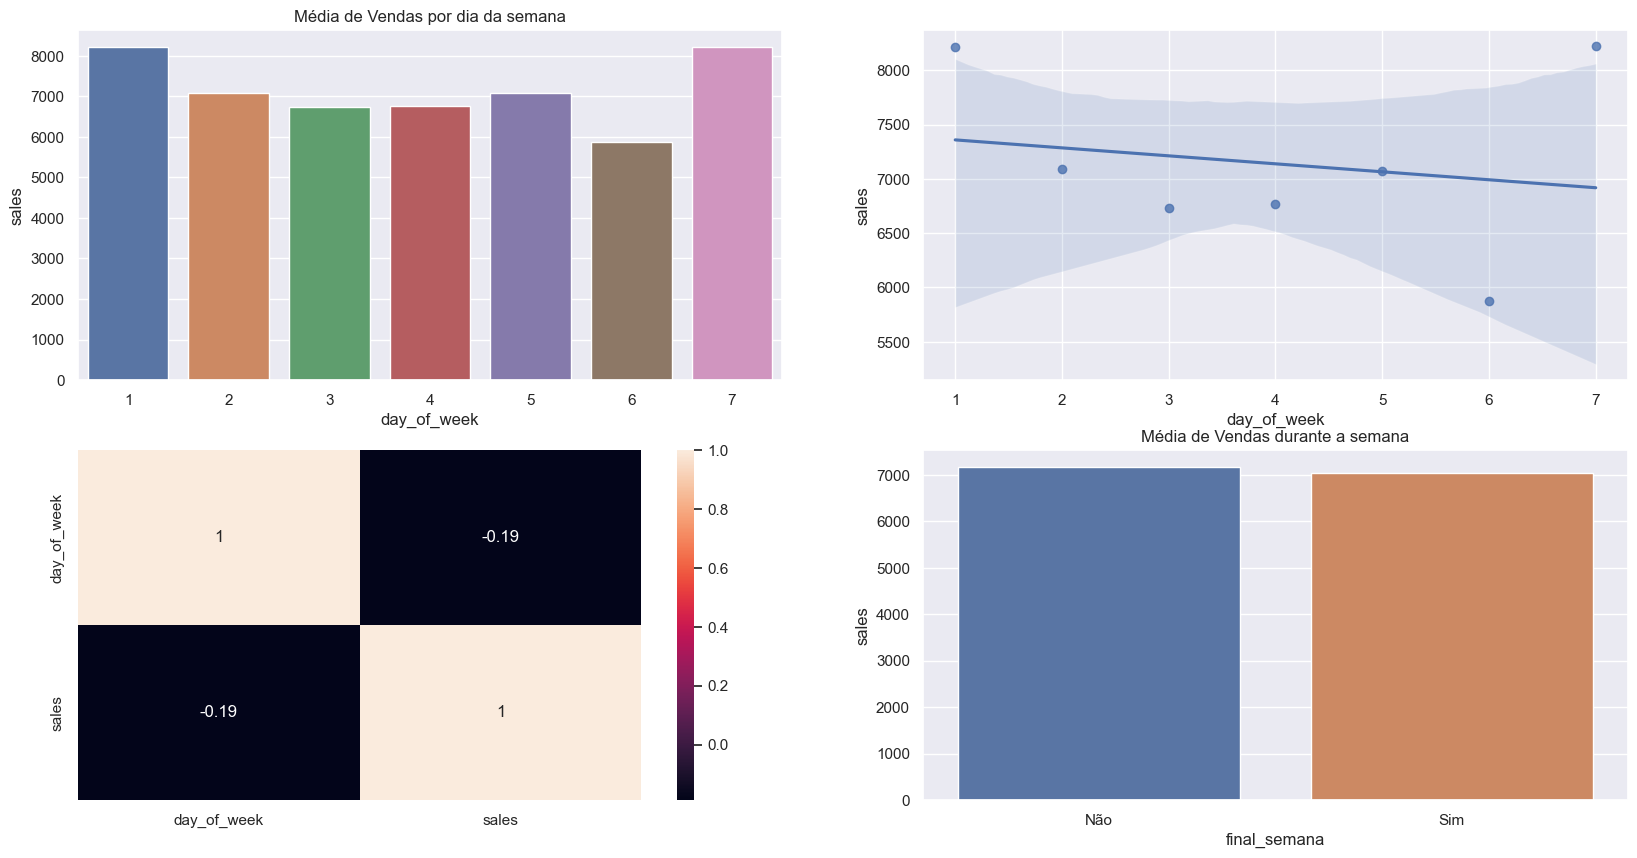 Média de Vendas por dia da semana
8000
7000
6000
5000
4000
3000
2000
1000
0
sales
1 2 3 4 5 6 7
day_of_week
8000
7500
7000
6500
6000
5500
sales
1 2 3 4 5 6 7
day_of_week
day_of_week
sales
1 -0.19
-0.19 1
day_of_week sales
1.0
0.8
0.6
0.4
0.2
0.0
Média de Vendas durante a semana
7000
6000
5000
4000
3000
2000
1000
0
sales
Não Sim
final_semana